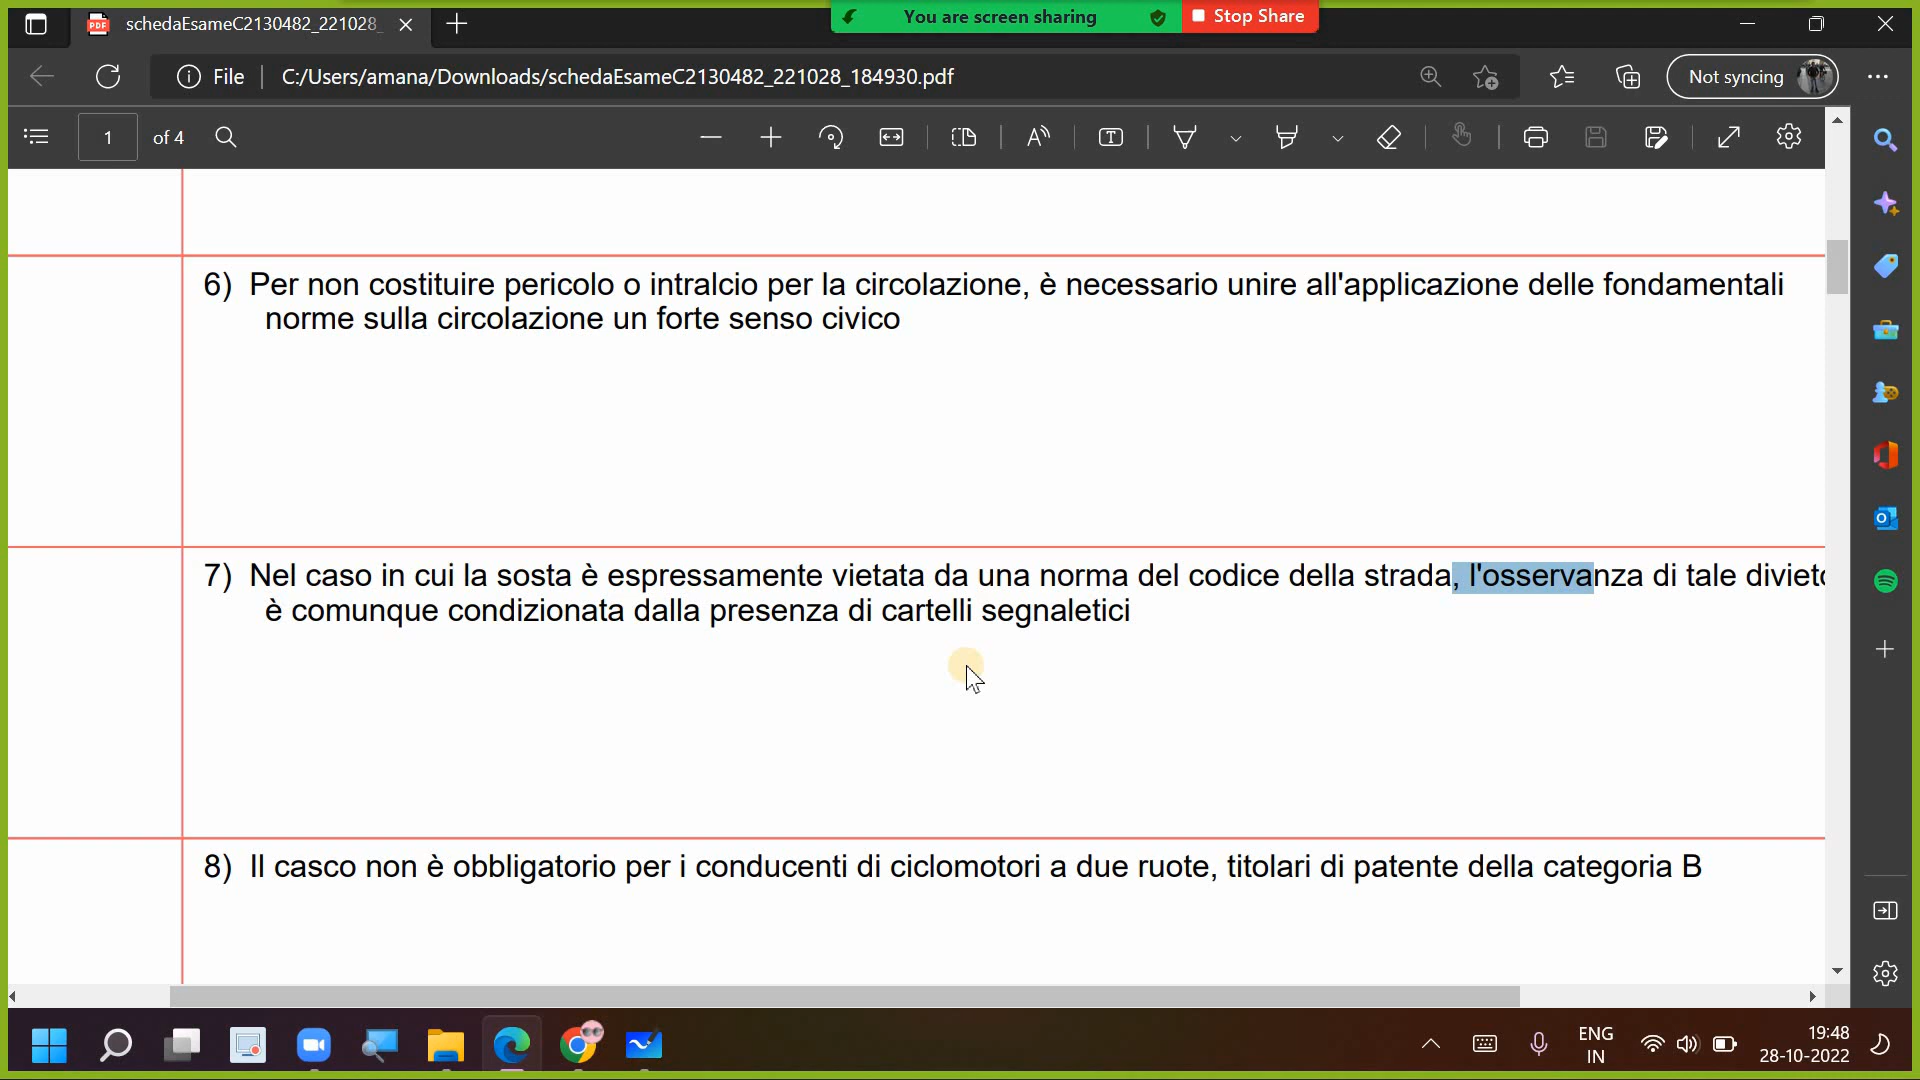 schedaEsameC2130482_221028_
You are screen sharing
Stop Share
File
C:/Users/amana/Downloads/schedaEsameC2130482_221028_184930.pdf
Not syncing
1 of 4
6) Per non costituire pericolo o intralcio per la circolazione, è necessario unire all'applicazione delle fondamentali
norme sulla circolazione un forte senso civico
7) Nel caso in cui la sosta è espressamente vietata da una norma del codice della strada, l'osservanza di tale divieto
è comunque condizionata dalla presenza di cartelli segnaletici
8) Il casco non è obbligatorio per i conducenti di ciclomotori a due ruote, titolari di patente della categoria B
ENG
IN
19:48
28-10-2022